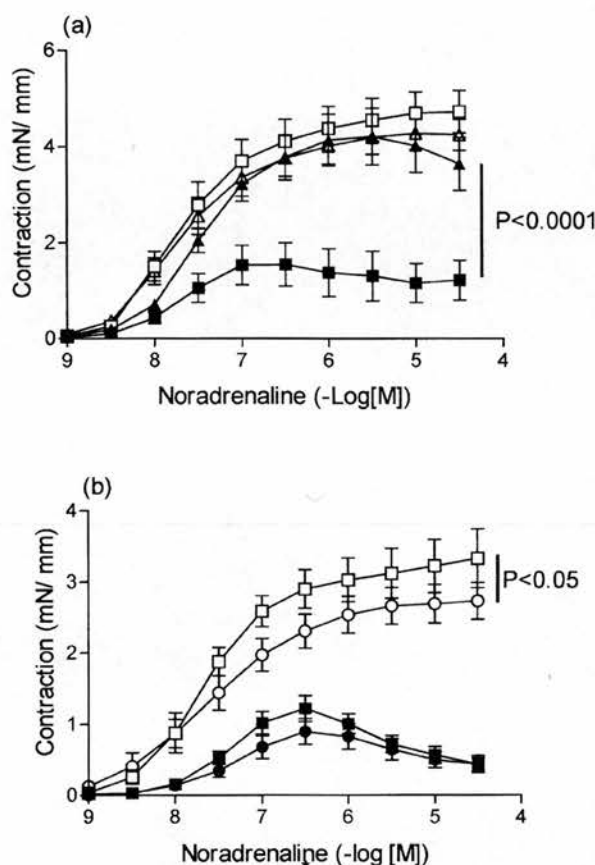 (a)
6
4
2
0
Contraction (mN/ mm)
P<0.0001
9 8 7 6 5 4
Noradrenaline (-Log[M])
(b)
4
3
2
1
0
Contraction (mN/ mm)
P<0.05
9 8 7 6 5 4
Noradrenaline (-log [M])